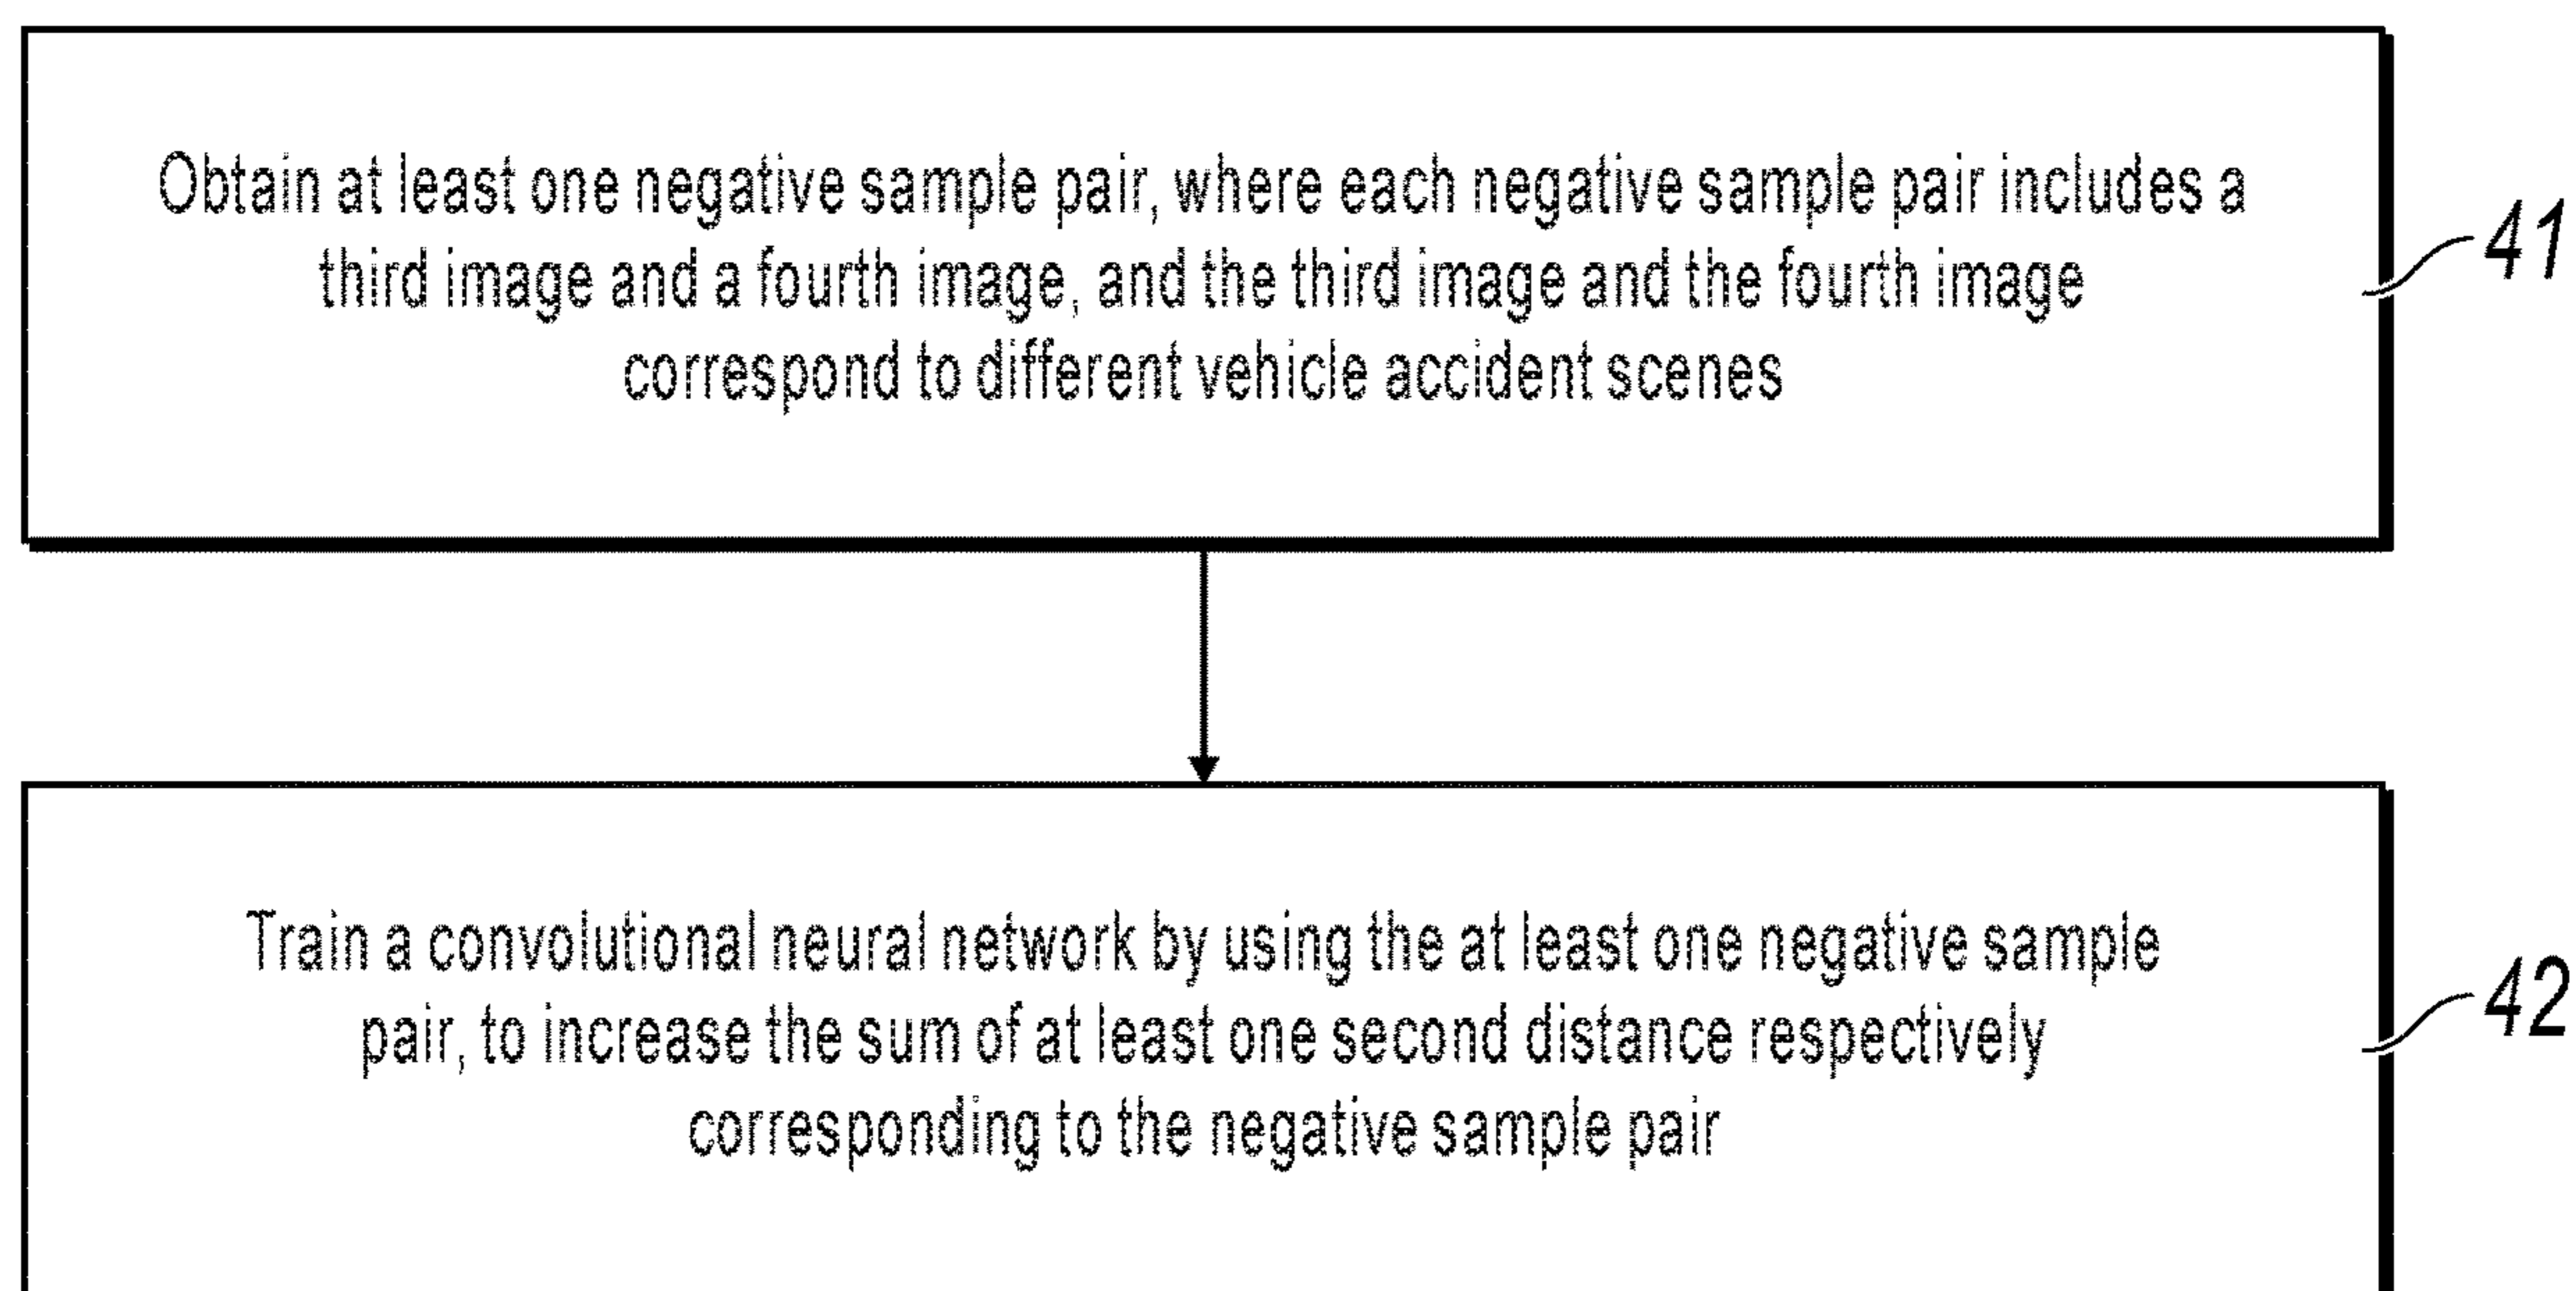 Obtain at least one negative sample pair, where each negative sample pair includes a
third image and a fourth image, and the third image and the fourth image
correspond to different vehicle accident scenes
41
Train a convolutional neural network by using the at least one negative sample
pair, to increase the sum of at least one second distance respectively
corresponding to the negative sample pair
42